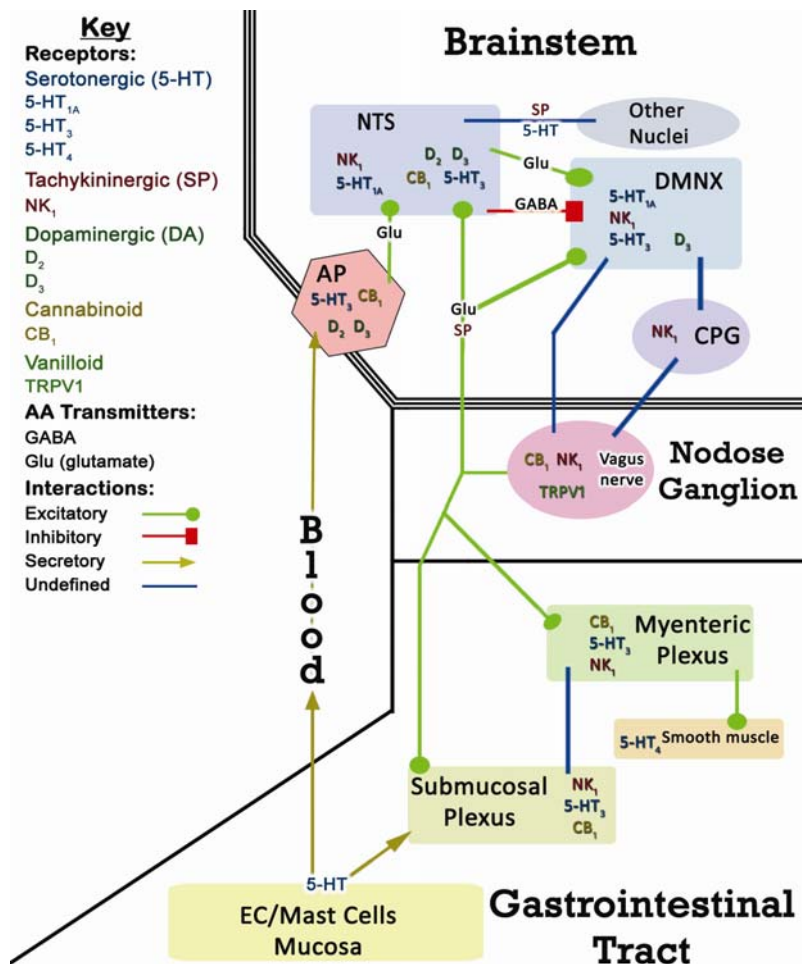 Key
Receptors:
Serotonergic (5-HT)
5-HT1A
5-HT3
5-HT4
Tachykininergic (SP)
NK1
Dopaminergic (DA)
D2
D3
Cannabinoid
CB1
Vanilloid
TRPV1
AA Transmitters:
GABA
Glu (glutamate)
Interactions:
Excitatory
Inhibitory
Secretory
Undefined
Brainstem
NTS
NK1
5-HT1A
D2 D3
CB1 5-HT3
SP
5-HT
Other
Nuclei
Glu
GABA
DMNX
5-HT1A
NK1
5-HT3 D3
Glu
AP
5-HT3 CB1
D2 D3
Glu
SP
NK1 CPG
CB1 NK1
TRPV1
Vagus
nerve
Nodose
Ganglion
Blood
CB1
5-HT3
NK1
Myenteric
Plexus
5-HT4 Smooth muscle
Submucosal
Plexus
NK1
5-HT3
CB1
5-HT
EC/Mast Cells
Mucosa
Gastrointestinal
Tract